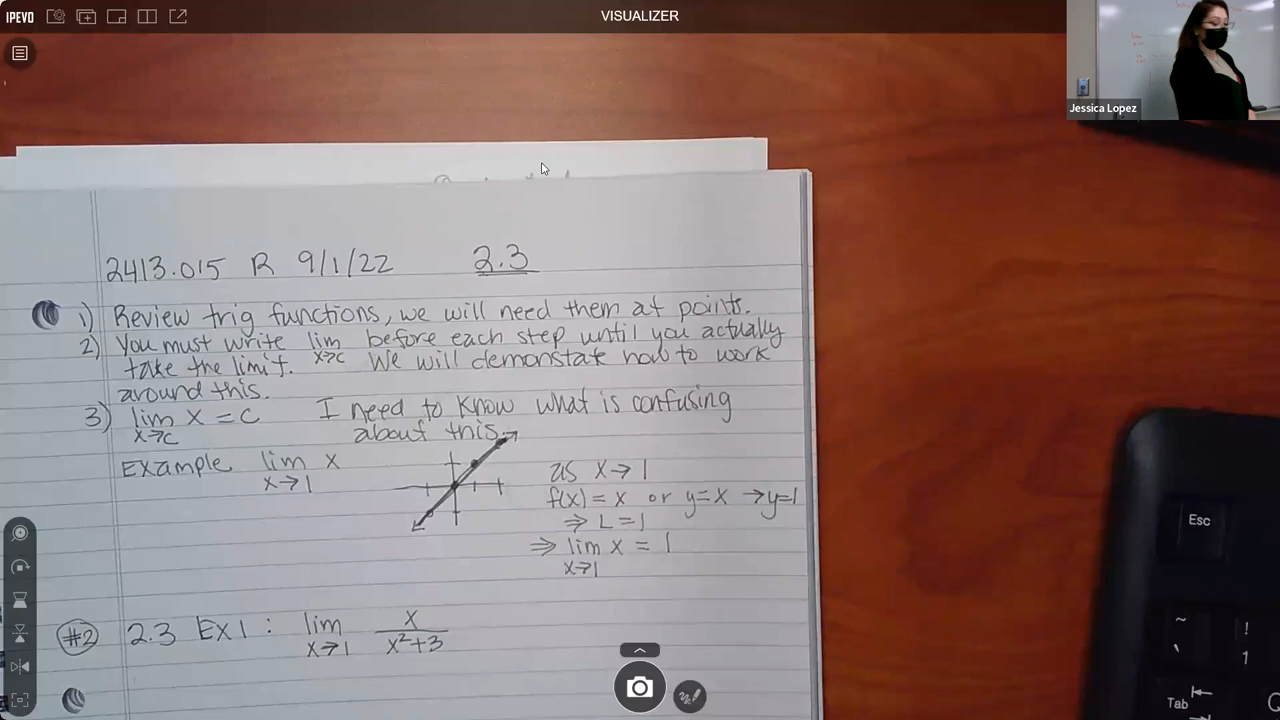 IPEVO
VISUALIZER
Jessica Lopez
2413.015 R 9/1/22 2.3
1) Review trig functions, we will need them at points.
2) You must write lim x→c before each step until you actually
take the limit. We will demonstate how to work
around this.
3) lim x→c x = c I need to know what is confusing
about this.
Example lim x→1 x
as x→1
f(x) = x or y=x → y=1
⇒ L = 1
⇒ lim x→1 x = 1
#2 2.3 EX1 : lim x→1 x/(x²+3)
Esc
~ `
! 1
Tab
Q